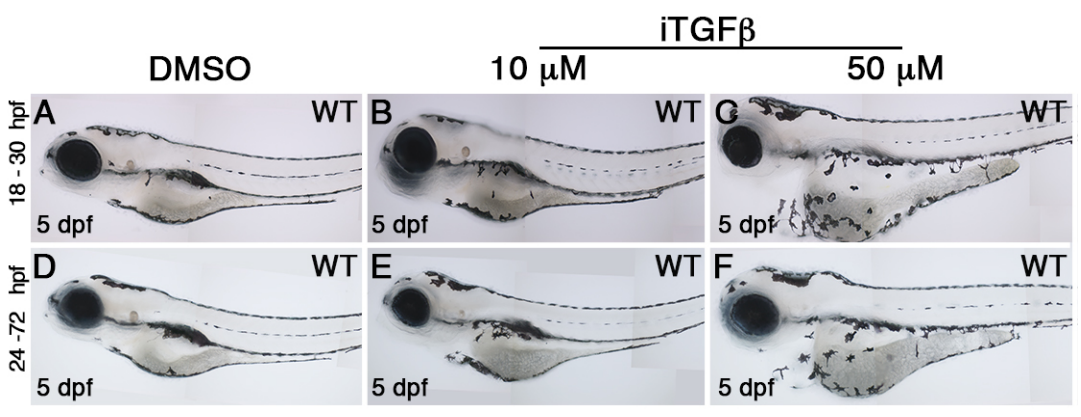 iTGFβ
DMSO
10 μM
50 μM
18 - 30 hpf
A
WT
5 dpf
B
WT
5 dpf
C
WT
5 dpf
24 -72 hpf
D
WT
5 dpf
E
WT
5 dpf
F
WT
5 dpf